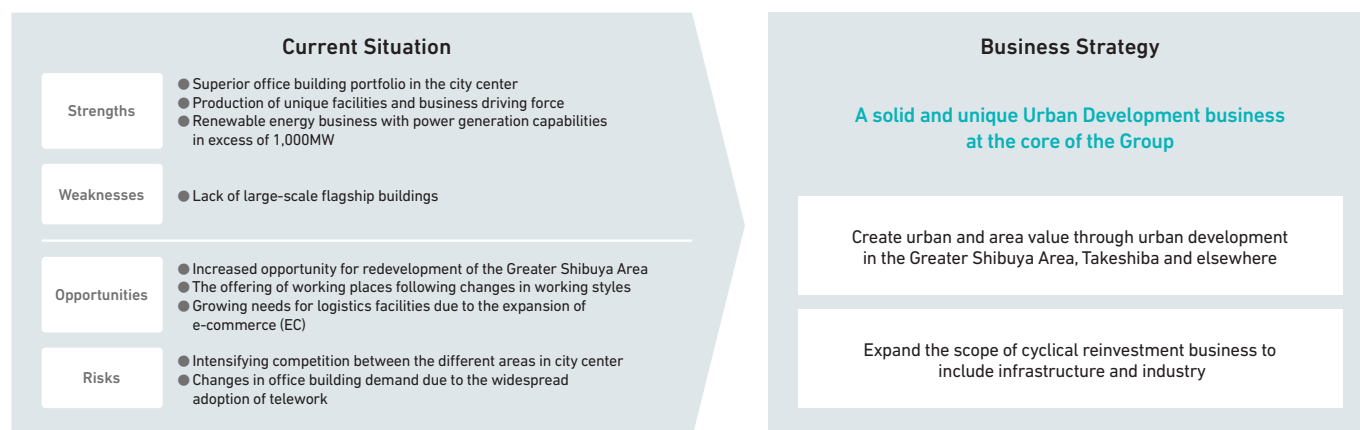 Current Situation
Strengths
● Superior office building portfolio in the city center
● Production of unique facilities and business driving force
● Renewable energy business with power generation capabilities
in excess of 1,000MW
Weaknesses
● Lack of large-scale flagship buildings
Opportunities
● Increased opportunity for redevelopment of the Greater Shibuya Area
● The offering of working places following changes in working styles
● Growing needs for logistics facilities due to the expansion of
e-commerce (EC)
Risks
● Intensifying competition between the different areas in city center
● Changes in office building demand due to the widespread
adoption of telework
Business Strategy
A solid and unique Urban Development business
at the core of the Group
Create urban and area value through urban development
in the Greater Shibuya Area, Takeshiba and elsewhere
Expand the scope of cyclical reinvestment business to
include infrastructure and industry